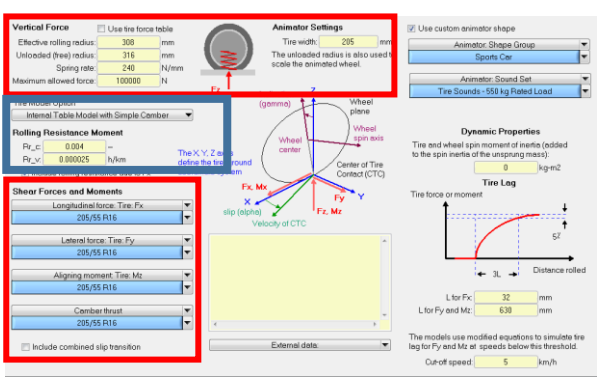 Vertical Force
Use tire force table
Effective rolling radius: 308 mm
Unloaded (free) radius: 316 mm
Spring rate: 240 N/mm
Maximum allowed force: 100000 N
Fz
Animator Settings
Tire width: 205 mm
The unloaded radius is also used t
scale the animated wheel.
Use custom animator shape
Animator: Shape Group
Sports Car
Animator: Sound Set
Tire Sounds - 550 kg Rated Load
Tire Model Option
Internal Table Model with Simple Camber
Rolling Resistance Moment
Rr_c: 0.004 --
Rr_v: 0.000025 h/km
The X, Y, Z
define the
Z
(gamma)
Wheel
plane
Wheel
spin axis
Wheel
center
Center of Tire
Contact (CTC)
Fx, Mx
X
Fy
Y
slip (alpha)
Fz, Mz
Velocity of CTC
Shear Forces and Moments
Longitudinal force: Tire: Fx
205/55 R16
Lateral force: Tire: Fy
205/55 R16
Aligning moment: Tire: Mz
205/55 R16
Camber thrust
205/55 R16
Include combined slip transition
External data:
Dynamic Properties
Tire and wheel spin moment of inertia (added
to the spin inertia of the unsprung mass):
0 kg-m2
Tire Lag
Tire force or moment
3L
Distance rolled
L for Fx: 32 mm
L for Fy and Mz: 630 mm
The models use modified equations to simulate tire
lag for Fy and Mz at speeds below this threshold.
Cut-off speed: 5 km/h